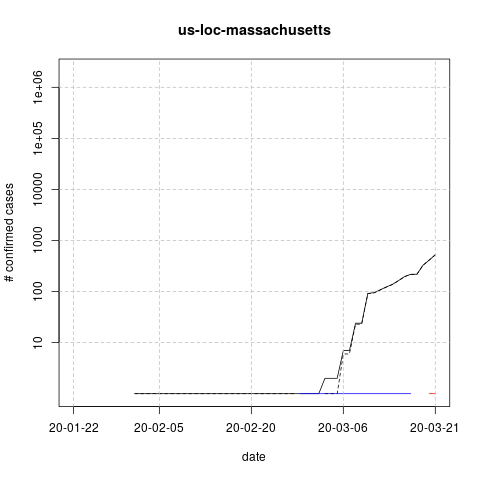 us-loc-massachusetts
# confirmed cases
1e+06
1e+05
10000
1000
100
10
20-01-22
20-02-05
20-02-20
20-03-06
20-03-21
date